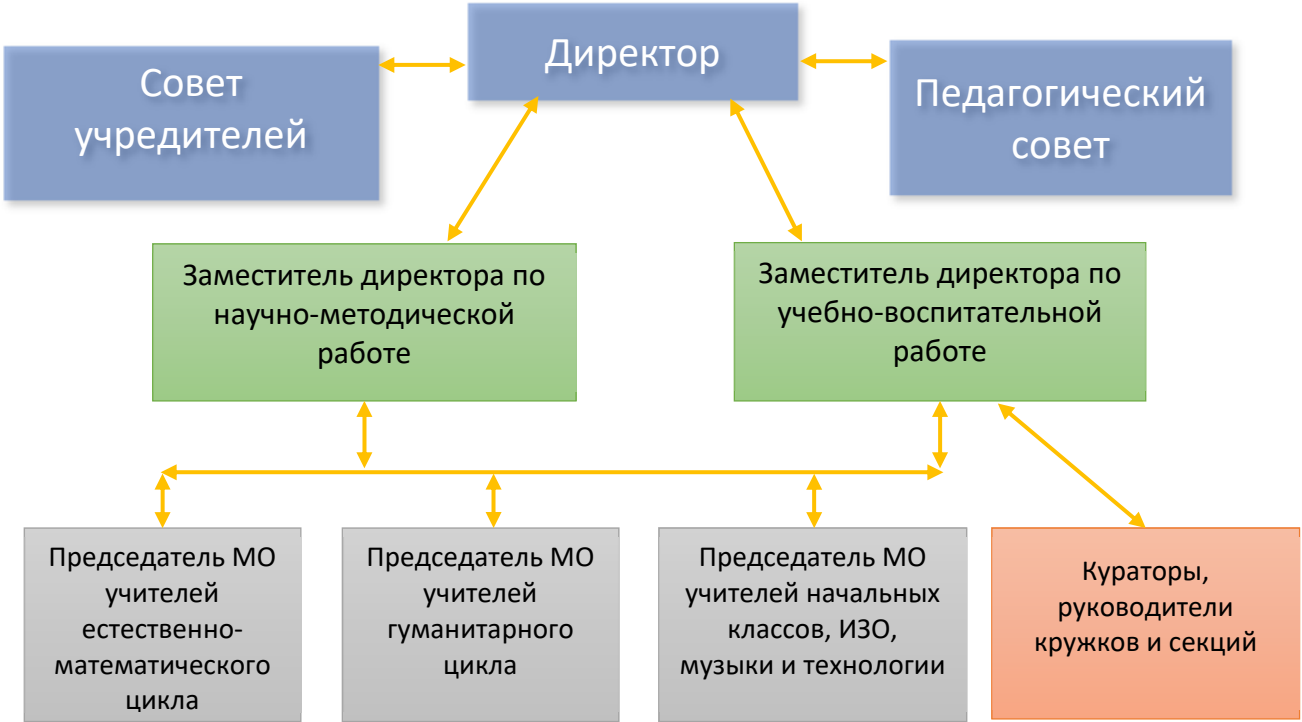 Совет
учредителей
Директор
Педагогический
совет
Заместитель директора по
научно-методической
работе
Заместитель директора по
учебно-воспитательной
работе
Председатель МО
учителей
естественно-
математического
цикла
Председатель МО
учителей
гуманитарного
цикла
Председатель МО
учителей начальных
классов, ИЗО,
музыки и технологии
Кураторы,
руководители
кружков и секций